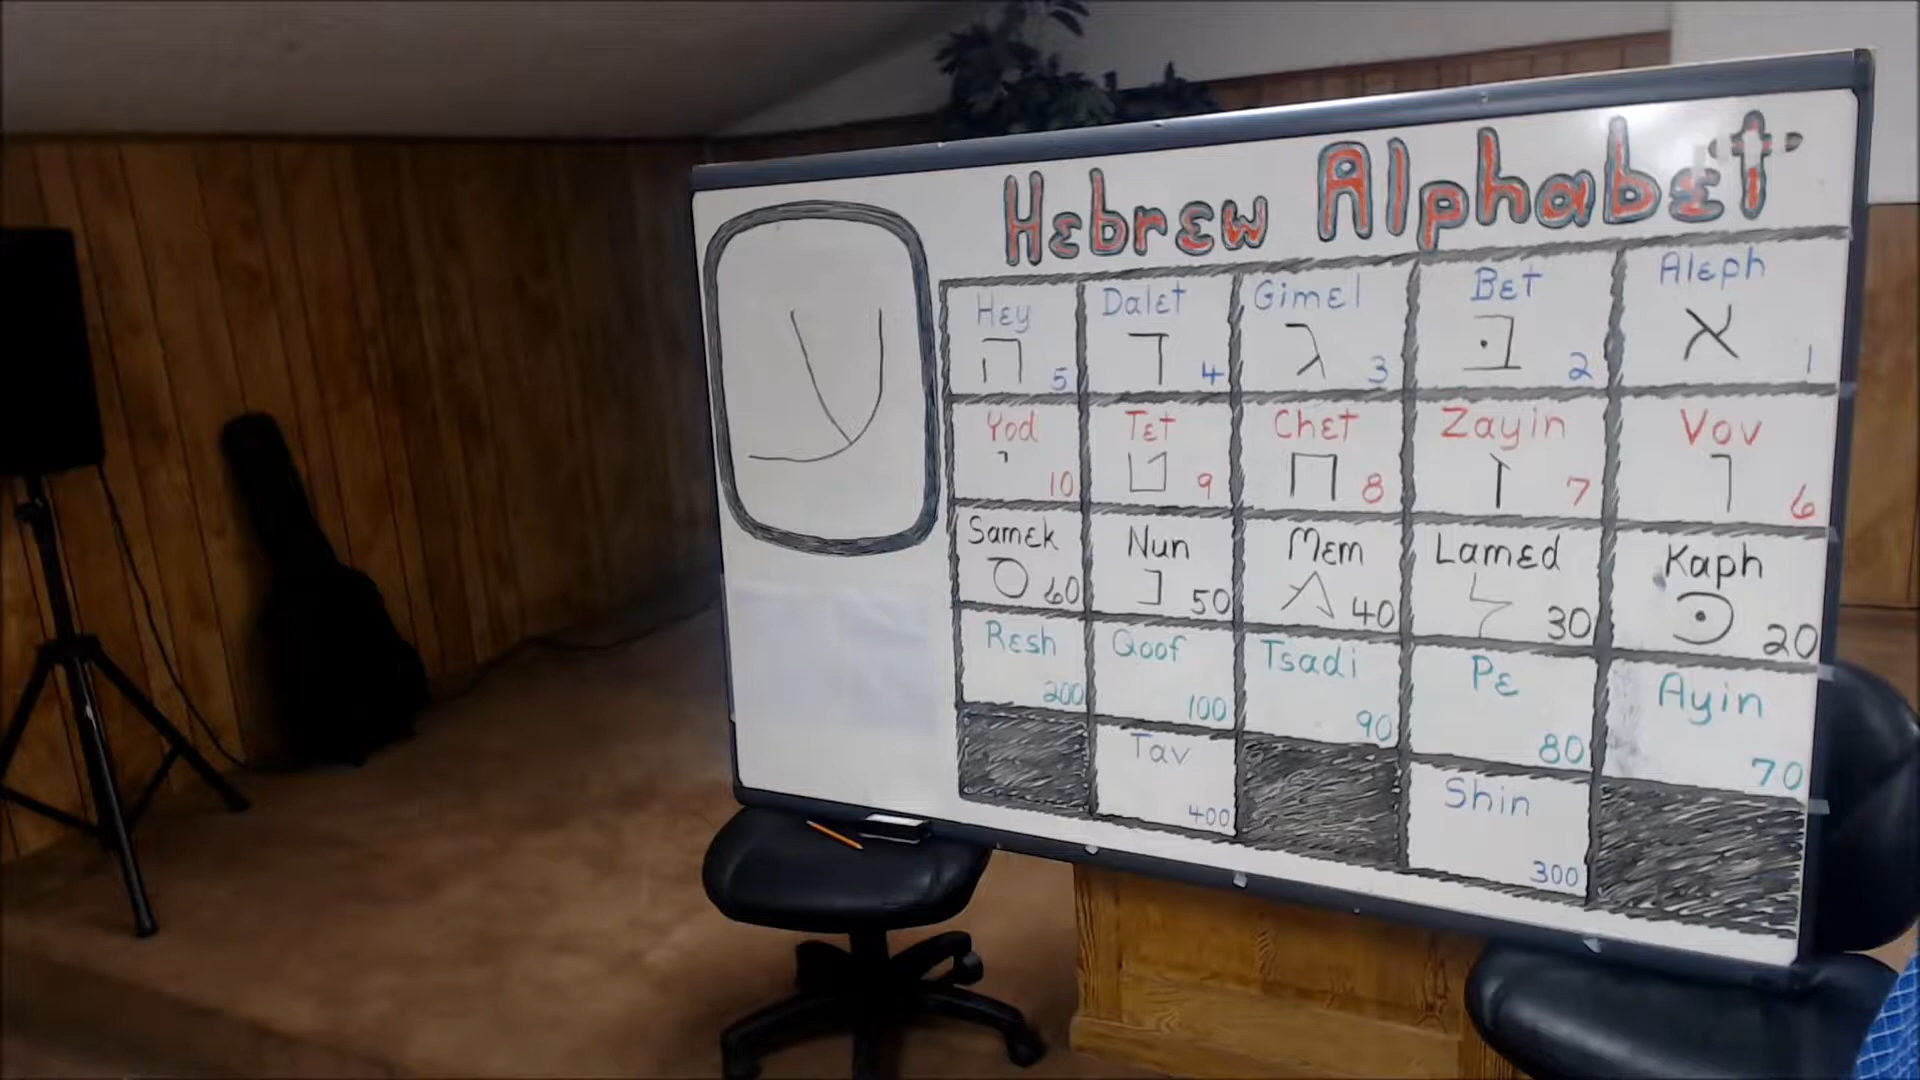 Hebrew Alphabet
Hey Dalet Gimel Bet Aleph
ה 5 ד 4 ג 3 בּ 2 א 1
Yod Tet Chet Zayin Vov
י 10 ט 9 ח 8 ז 7 ו 6
Samek Nun Mem Lamed Kaph
ס 60 נ 50 מ 40 ל 30 כּ 20
Resh Qoof Tsadi Pe Ayin
200 100 90 80 70
Tav Shin
400 300
ע